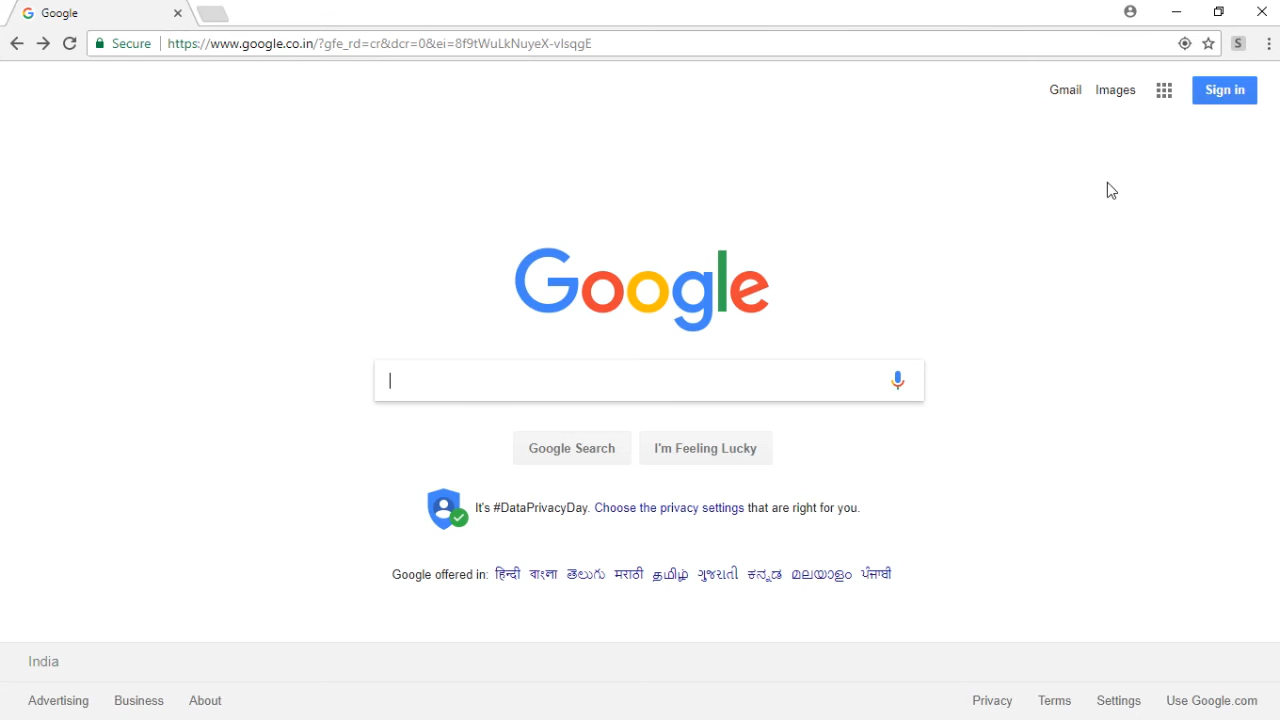 Google
Secure https://www.google.co.in/?gfe_rd=cr&dcr=0&ei=8f9tWuLkNuyeX-vIsqgE S
Gmail Images Sign in
Google
Google Search I'm Feeling Lucky
It's #DataPrivacyDay. Choose the privacy settings that are right for you.
Google offered in: हिन्दी বাংলা తెలుగు मराठी தமிழ் ગુજરાતી ಕನ್ನಡ മലയാളം ਪੰਜਾਬੀ
India
Advertising Business About Privacy Terms Settings Use Google.com